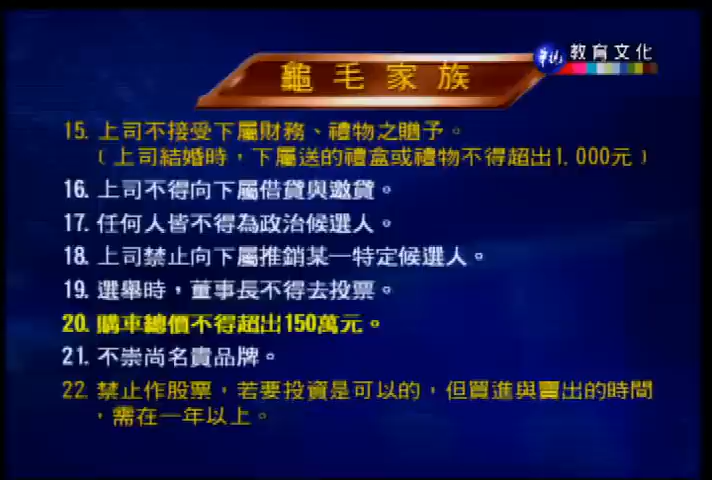 龜毛家族
華視 教育文化
15. 上司不接受下屬財務、禮物之贈予。
(上司結婚時，下屬送的禮盒或禮物不得超出1,000元)
16. 上司不得向下屬借貸與邀貸。
17. 任何人皆不得為政治候選人。
18. 上司禁止向下屬推銷某一特定候選人。
19. 選舉時，董事長不得去投票。
20. 購車總價不得超出150萬元。
21. 不崇尚名貴品牌。
22. 禁止作股票，若要投資是可以的，但買進與賣出的時間
，需在一年以上。